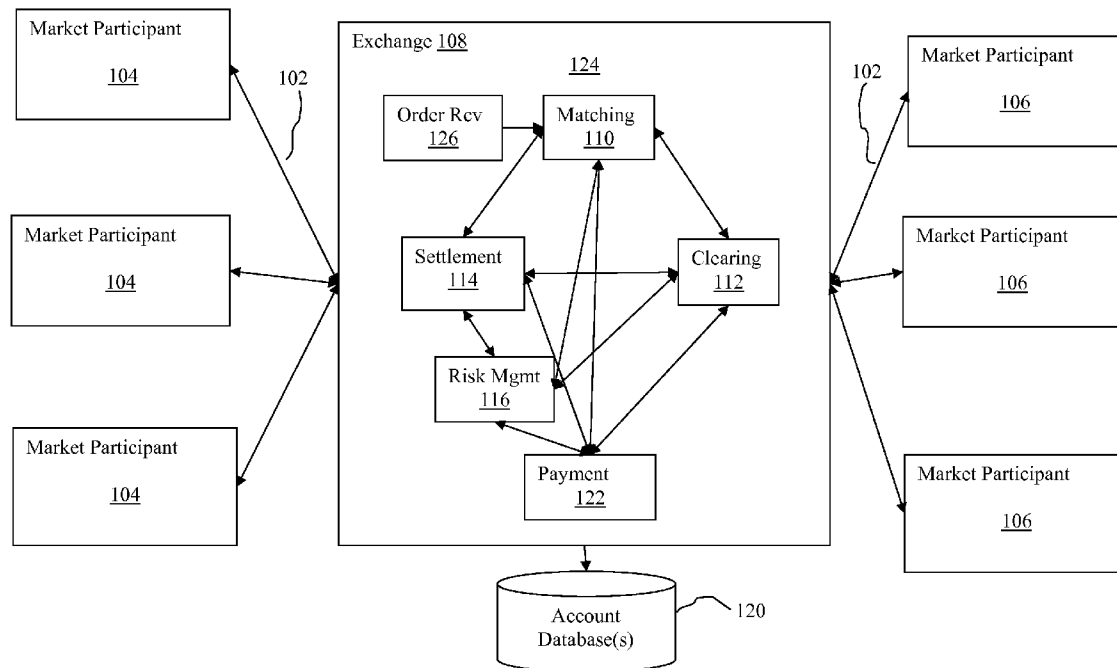 Market Participant
104
Market Participant
104
Market Participant
104
102
Exchange 108
124
Order Rcv
126
Matching
110
Settlement
114
Clearing
112
Risk Mgmt
116
Payment
122
102
Market Participant
106
Market Participant
106
Market Participant
106
Account
Database(s)
120